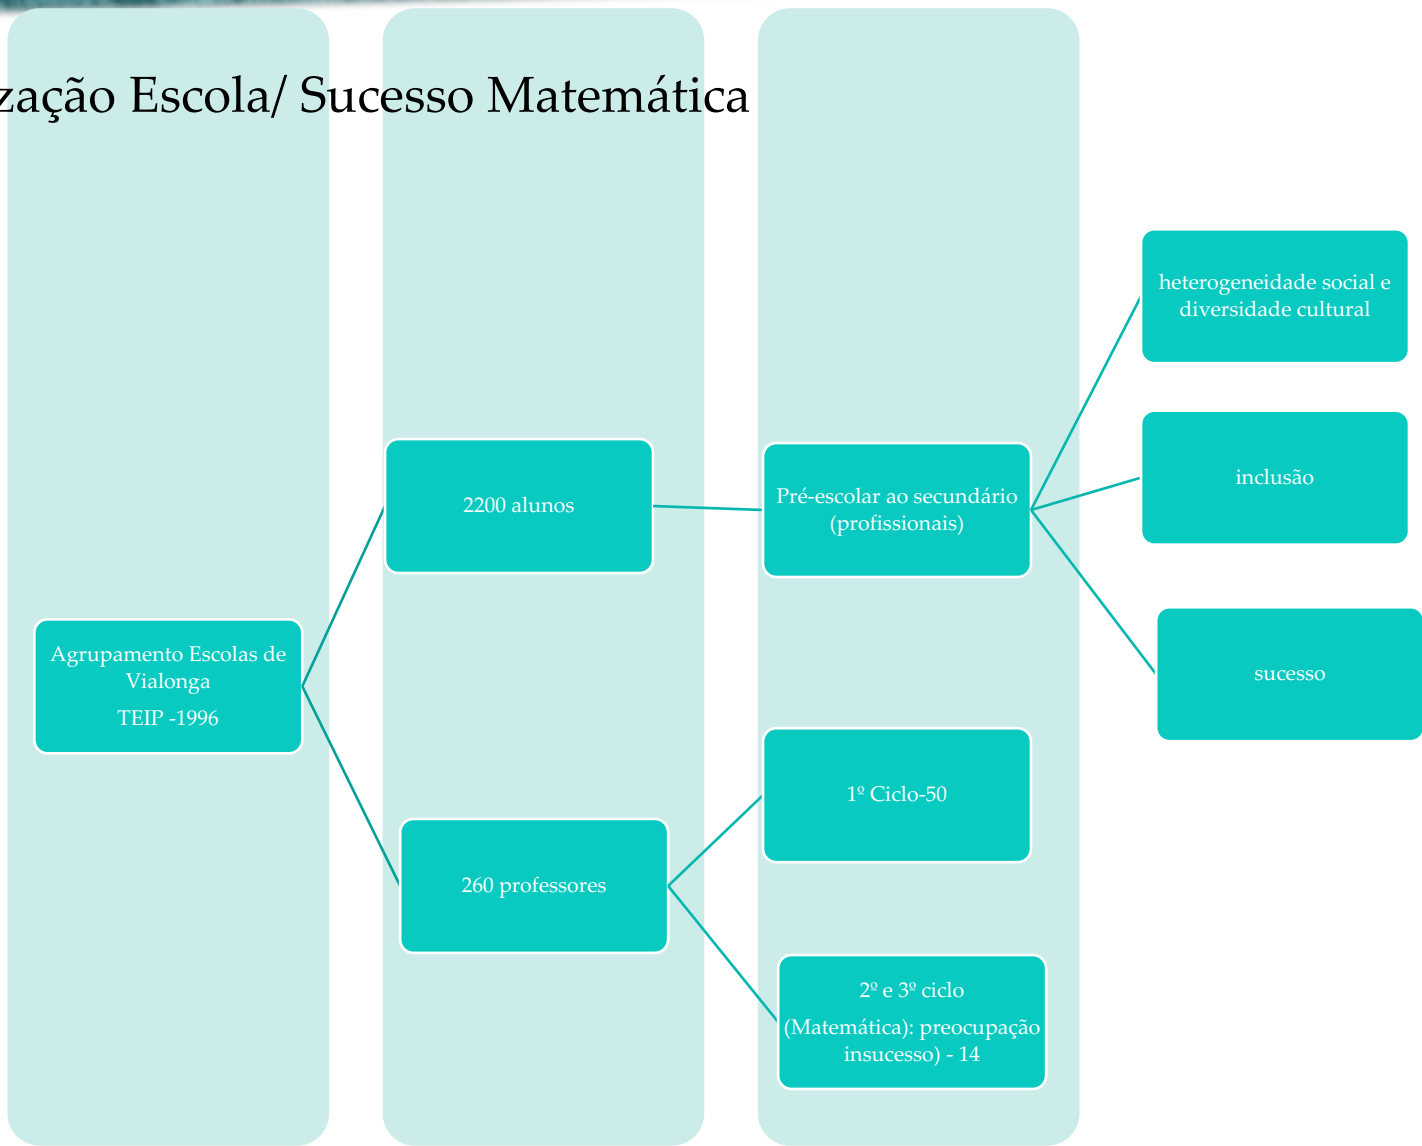 zação Escola/ Sucesso Matemática
heterogeneidade social e
diversidade cultural
inclusão
sucesso
Pré-escolar ao secundário
(profissionais)
2200 alunos
Agrupamento Escolas de
Vialonga
TEIP -1996
260 professores
1º Ciclo-50
2º e 3º ciclo
(Matemática): preocupação
insucesso) - 14